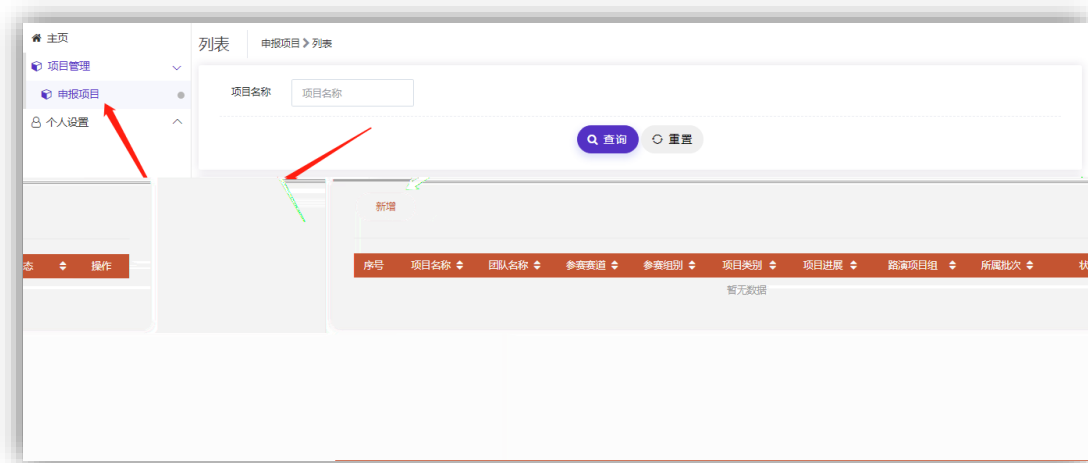 主页
项目管理
申报项目
个人设置
列表 申报项目 》列表
项目名称 项目名称
查询 重置
新增
序号 项目名称 团队名称 参赛赛道 参赛组别 项目类别 项目进展 路演项目组 所属批次 状
态 操作
暂无数据